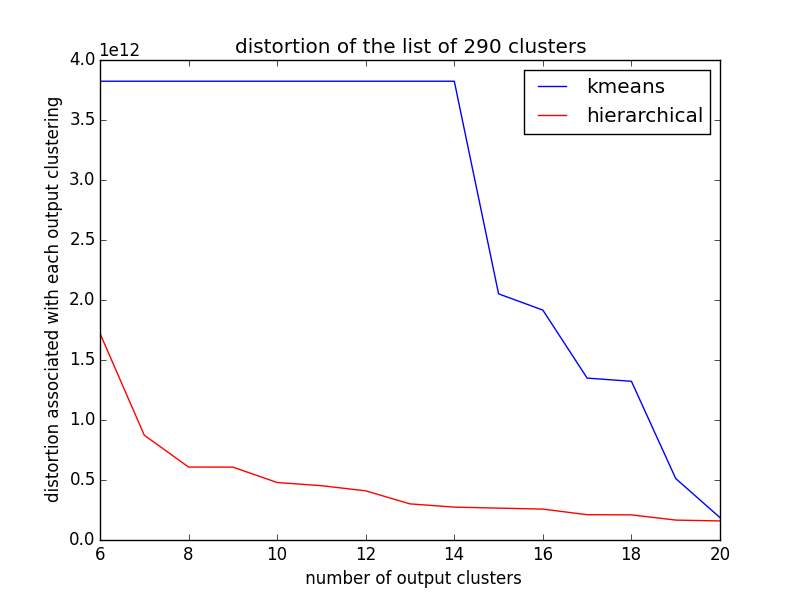 distortion of the list of 290 clusters
1e12
4.0
3.5
3.0
2.5
2.0
1.5
1.0
0.5
0.0
distortion associated with each output clustering
kmeans
hierarchical
6 8 10 12 14 16 18 20
number of output clusters